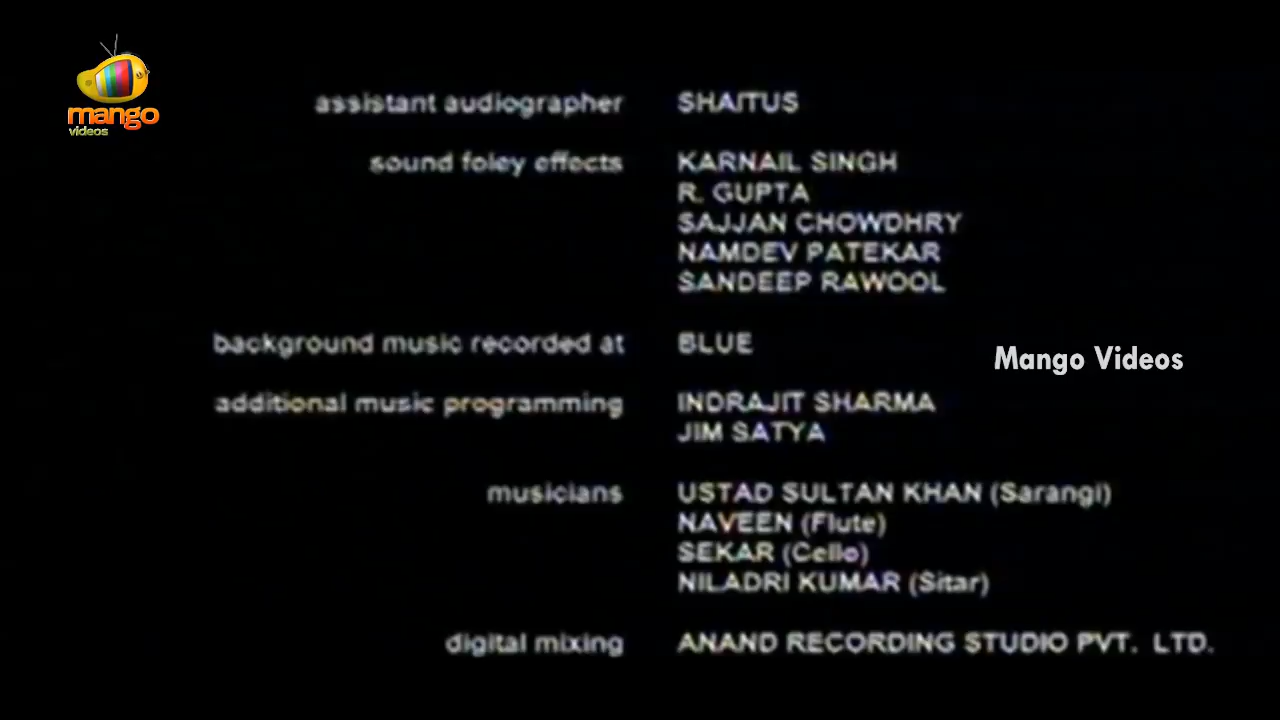 mango
videos
assistant audiographer SHAITUS
sound foley effects KARNAIL SINGH
R. GUPTA
SAJJAN CHOWDHRY
NAMDEV PATEKAR
SANDEEP RAWOOL
background music recorded at BLUE
Mango Videos
additional music programming INDRAJIT SHARMA
JIM SATYA
musicians USTAD SULTAN KHAN (Sarangi)
NAVEEN (Flute)
SEKAR (Cello)
NILADRI KUMAR (Sitar)
digital mixing ANAND RECORDING STUDIO PVT. LTD.